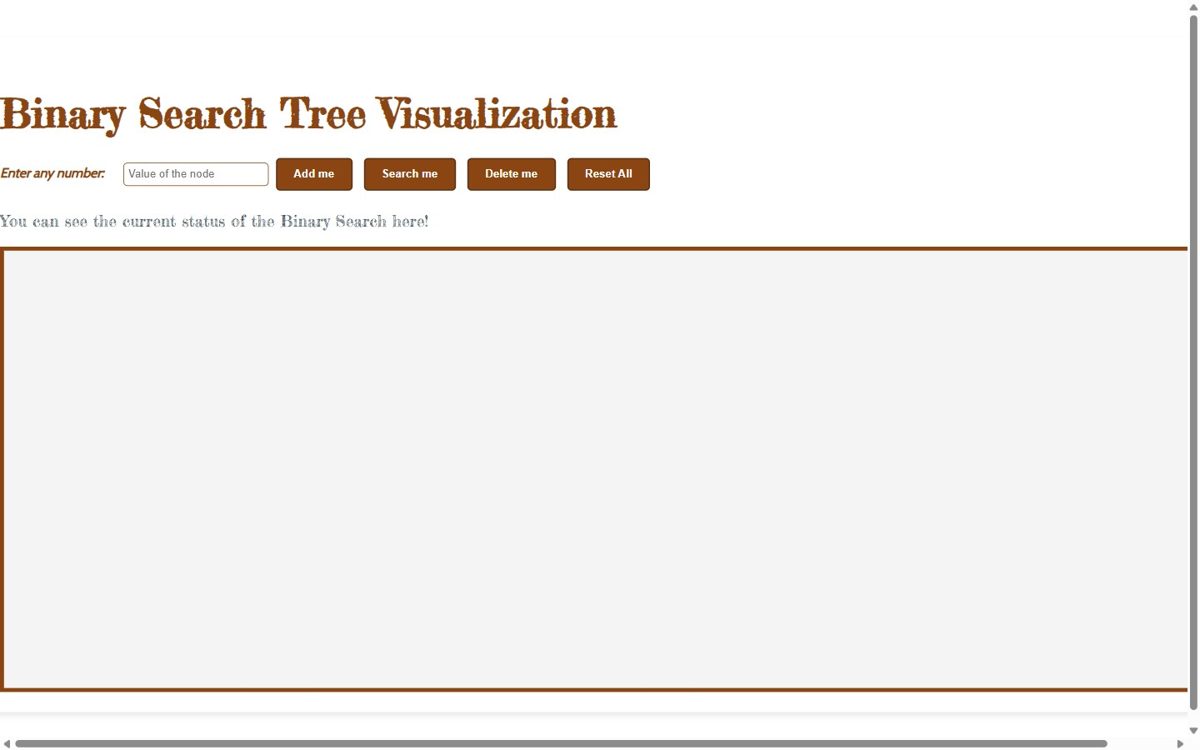 Binary Search Tree Visualization
Enter any number: Value of the node Add me Search me Delete me Reset All
You can see the current status of the Binary Search here!